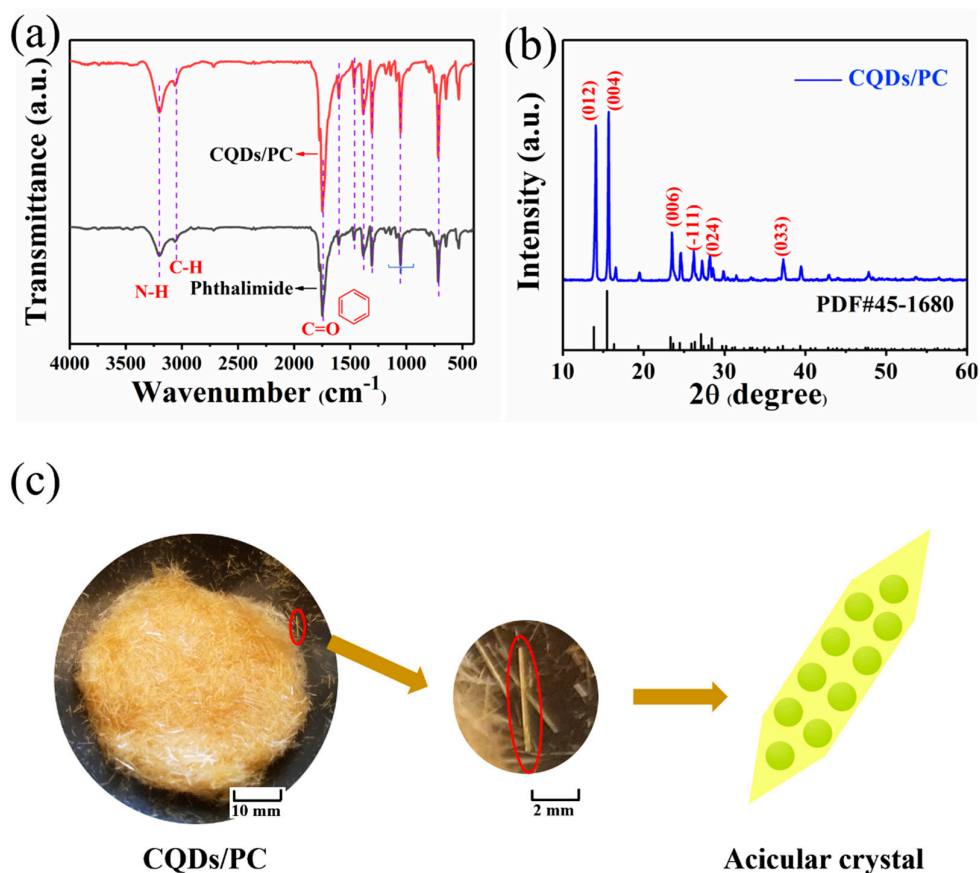 (a)
Transmittance (a.u.)
CQDs/PC
C-H
N-H
Phthalimide
C=O
4000 3500 3000 2500 2000 1500 1000 500
Wavenumber (cm-1)
(b)
Intensity (a.u.)
CQDs/PC
(012)
(004)
(006)
(-111)
(024)
(033)
PDF#45-1680
10 20 30 40 50 60
2θ (degree)
(c)
10 mm
2 mm
CQDs/PC
Acicular crystal